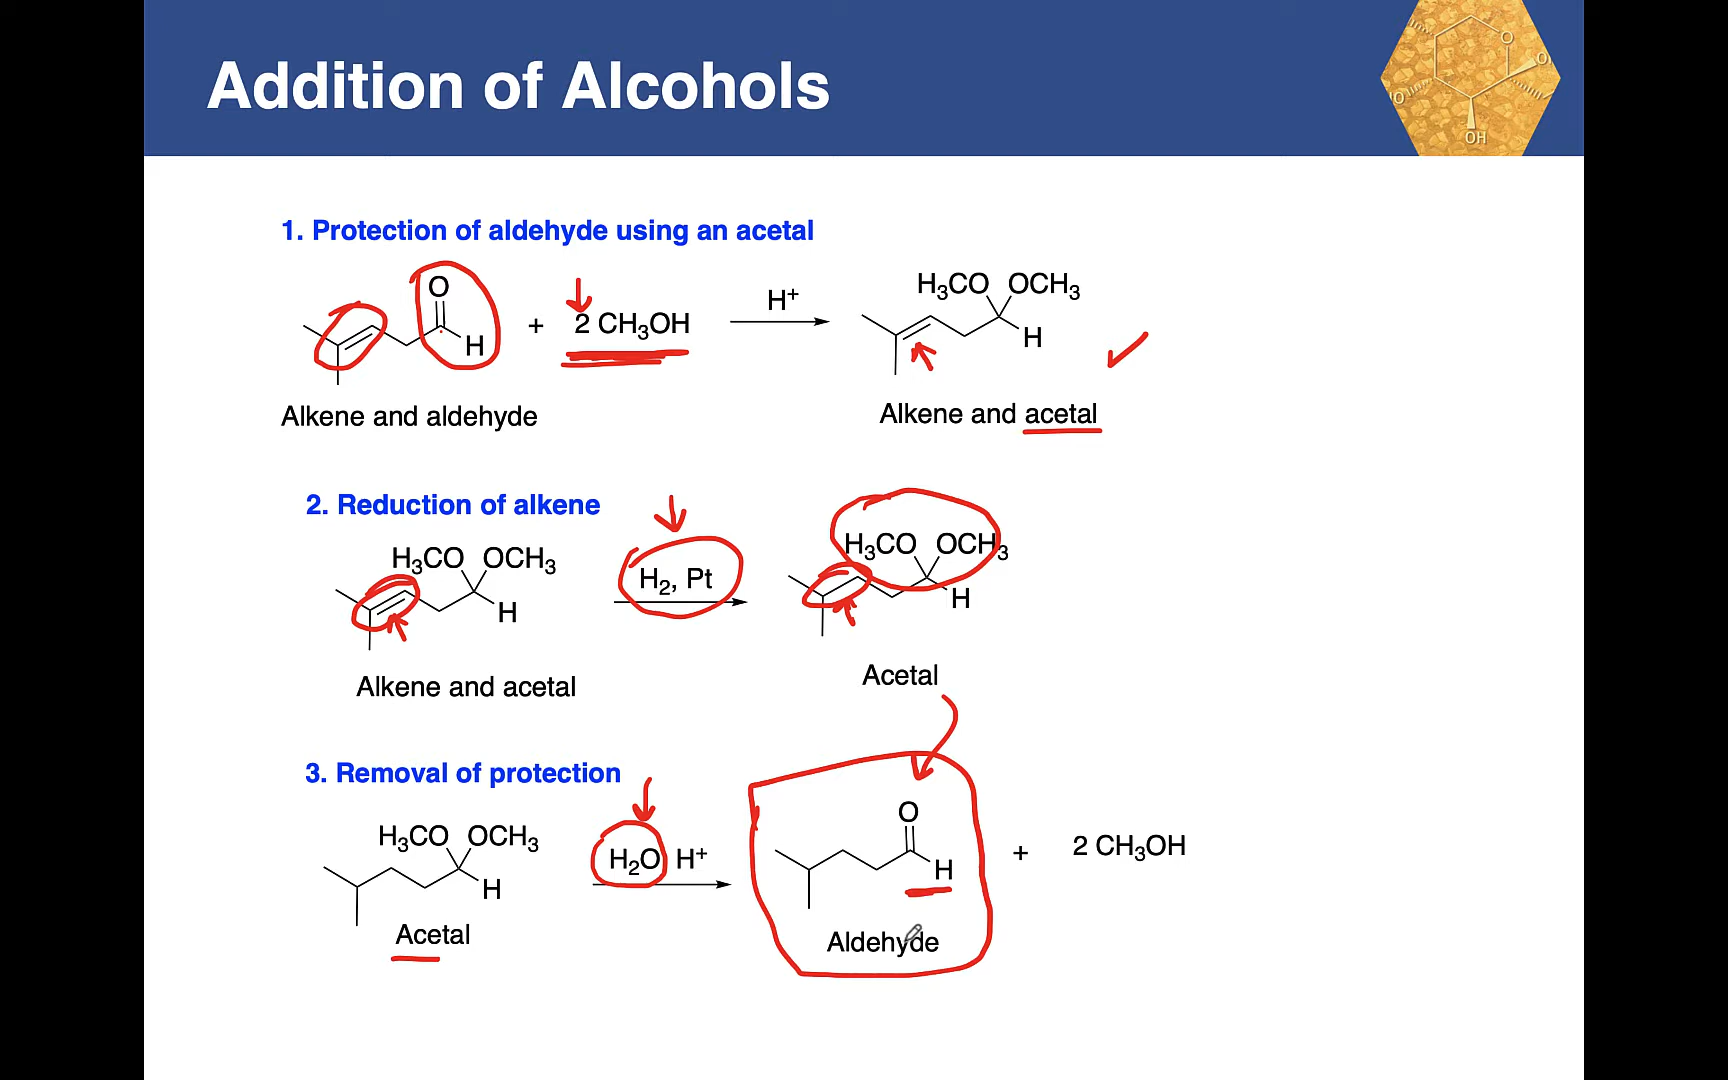 Addition of Alcohols
O
O
O
OH
1. Protection of aldehyde using an acetal
O
H
+ 2 CH₃OH
H⁺
H₃CO OCH₃
H
Alkene and aldehyde
Alkene and acetal
2. Reduction of alkene
H₃CO OCH₃
H
H₂, Pt
H₃CO OCH₃
H
Alkene and acetal
Acetal
3. Removal of protection
H₃CO OCH₃
H
H₂O H⁺
O
H
+ 2 CH₃OH
Acetal
Aldehyde